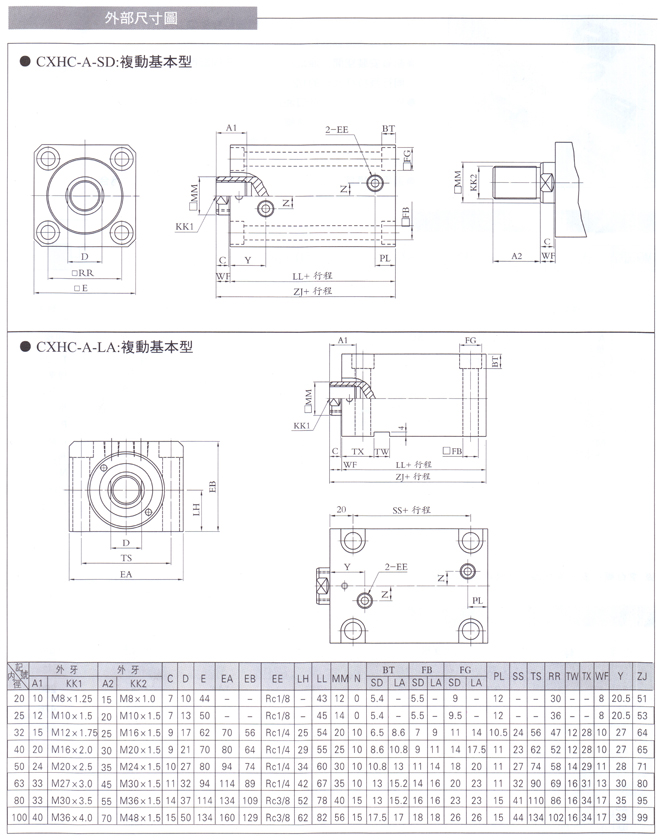 外部尺寸圖
● CXHC-A-SD:複動基本型
A1
2-EE
BT
FG
□MM
Z
Z
KK1
□FB
C
WF
Y
PL
LL+ 行程
ZJ+ 行程
D
□RR
□E
□MM
KK2
C
A2
WF
● CXHC-A-LA:複動基本型
A1
FG
BT
□MM
KK1
4
C
TX
TW
□FB
WF
LL+ 行程
ZJ+ 行程
EB
LH
D
TS
EA
20
SS+ 行程
Y
2-EE
Z
Z
PL
記號 內徑 外牙 外牙 C D E EA EB EE LH LL MM N BT FB FG PL SS TS RR TW TX WF Y ZJ
A1 KK1 A2 KK2 SD LA SD LA SD LA
20 10 M8×1.25 15 M8×1.0 7 10 44 – – Rc1/8 – 43 12 0 5.4 – 5.5 – 9 – 12 – – 30 – – 8 20.5 51
25 12 M10×1.5 20 M10×1.5 7 13 50 – – Rc1/8 – 45 14 0 5.4 – 5.5 – 9.5 – 12 – – 36 – – 8 20.5 53
32 15 M12×1.75 25 M16×1.5 9 17 62 70 56 Rc1/4 25 54 20 10 6.5 8.6 7 9 11 14 10.5 24 56 47 12 28 10 27 64
40 20 M16×2.0 30 M20×1.5 9 21 70 80 64 Rc1/4 29 55 25 10 8.6 10.8 9 11 14 17.5 11 23 62 52 12 28 10 27 65
50 24 M20×2.5 35 M24×1.5 10 27 80 94 74 Rc1/4 34 60 30 10 10.8 13 11 14 18 20 11 27 74 58 14 29 11 28 71
63 33 M27×3.0 45 M30×1.5 11 32 94 114 89 Rc1/4 42 67 35 10 13 15.2 14 16 20 23 11 32 90 69 16 31 13 30 80
80 33 M30×3.5 55 M36×1.5 14 37 114 134 109 Rc3/8 52 78 40 15 13 15.2 16 16 23 23 15 41 110 86 16 34 17 35 95
100 40 M36×4.0 70 M48×1.5 15 50 134 160 129 Rc3/8 62 82 56 15 17.5 17 18 18 26 26 15 44 134 102 16 34 17 39 99